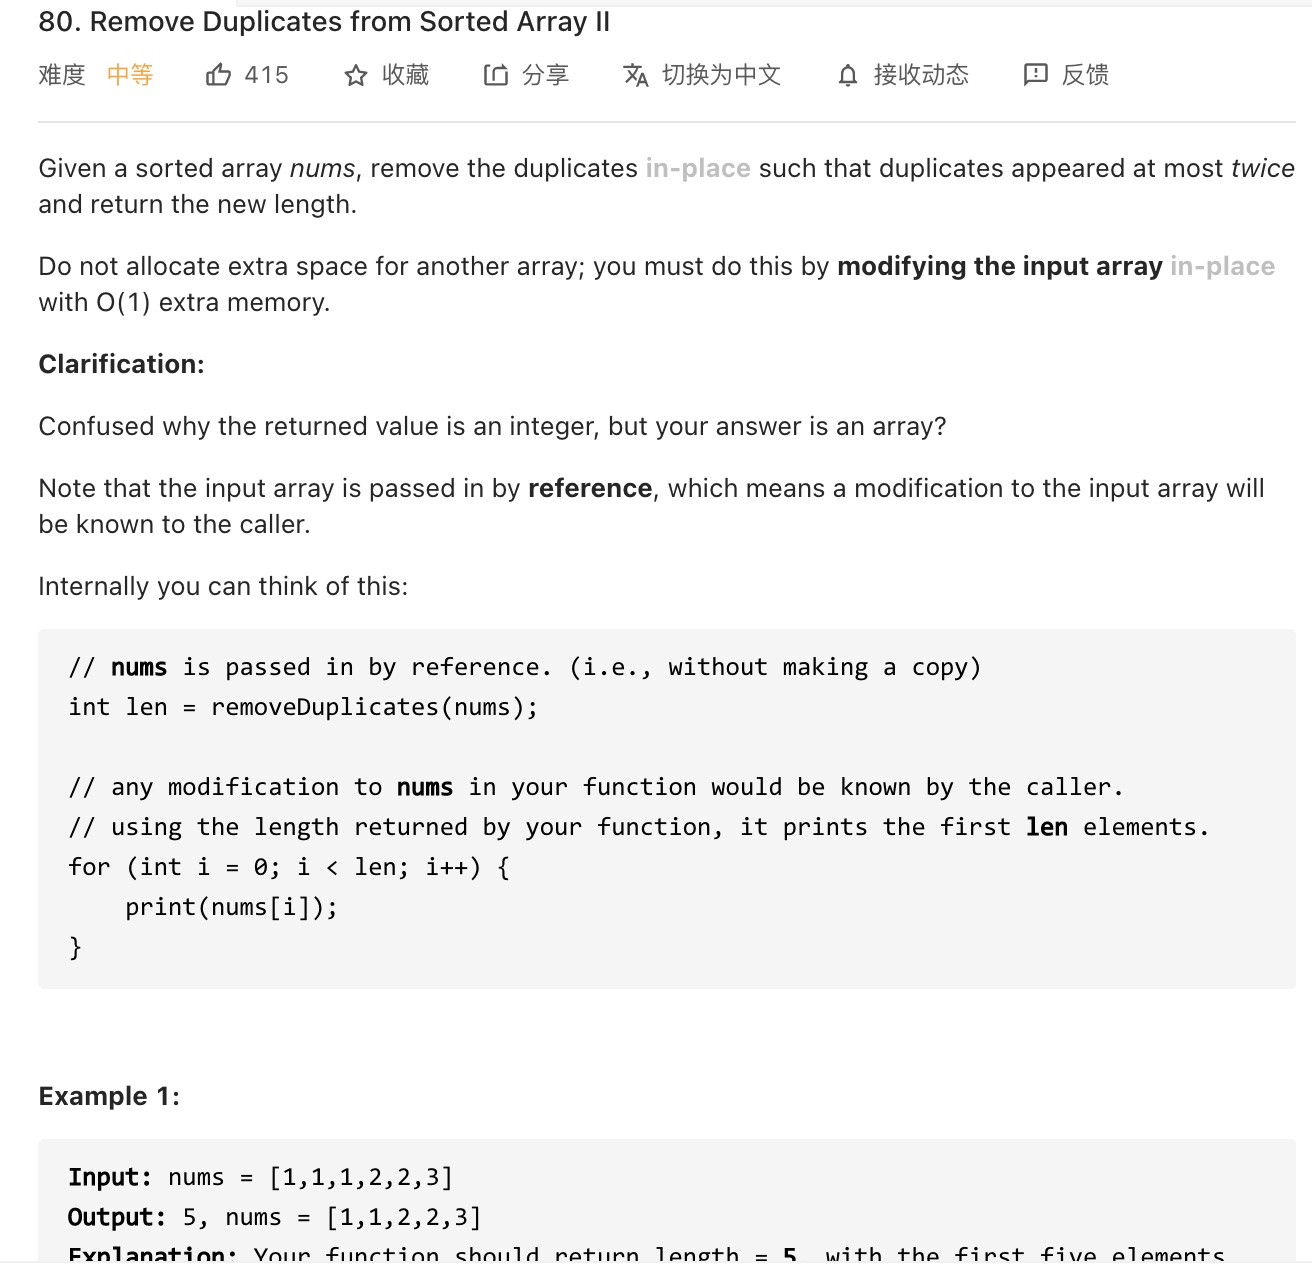 80. Remove Duplicates from Sorted Array II
难度 中等 415 收藏 分享 切换为中文 接收动态 反馈
Given a sorted array nums, remove the duplicates in-place such that duplicates appeared at most twice
and return the new length.
Do not allocate extra space for another array; you must do this by modifying the input array in-place
with O(1) extra memory.
Clarification:
Confused why the returned value is an integer, but your answer is an array?
Note that the input array is passed in by reference, which means a modification to the input array will
be known to the caller.
Internally you can think of this:
// nums is passed in by reference. (i.e., without making a copy)
int len = removeDuplicates(nums);
// any modification to nums in your function would be known by the caller.
// using the length returned by your function, it prints the first len elements.
for (int i = 0; i < len; i++) {
    print(nums[i]);
}
Example 1:
Input: nums = [1,1,1,2,2,3]
Output: 5, nums = [1,1,2,2,3]
Explanation: Your function should return length = 5, with the first five elements